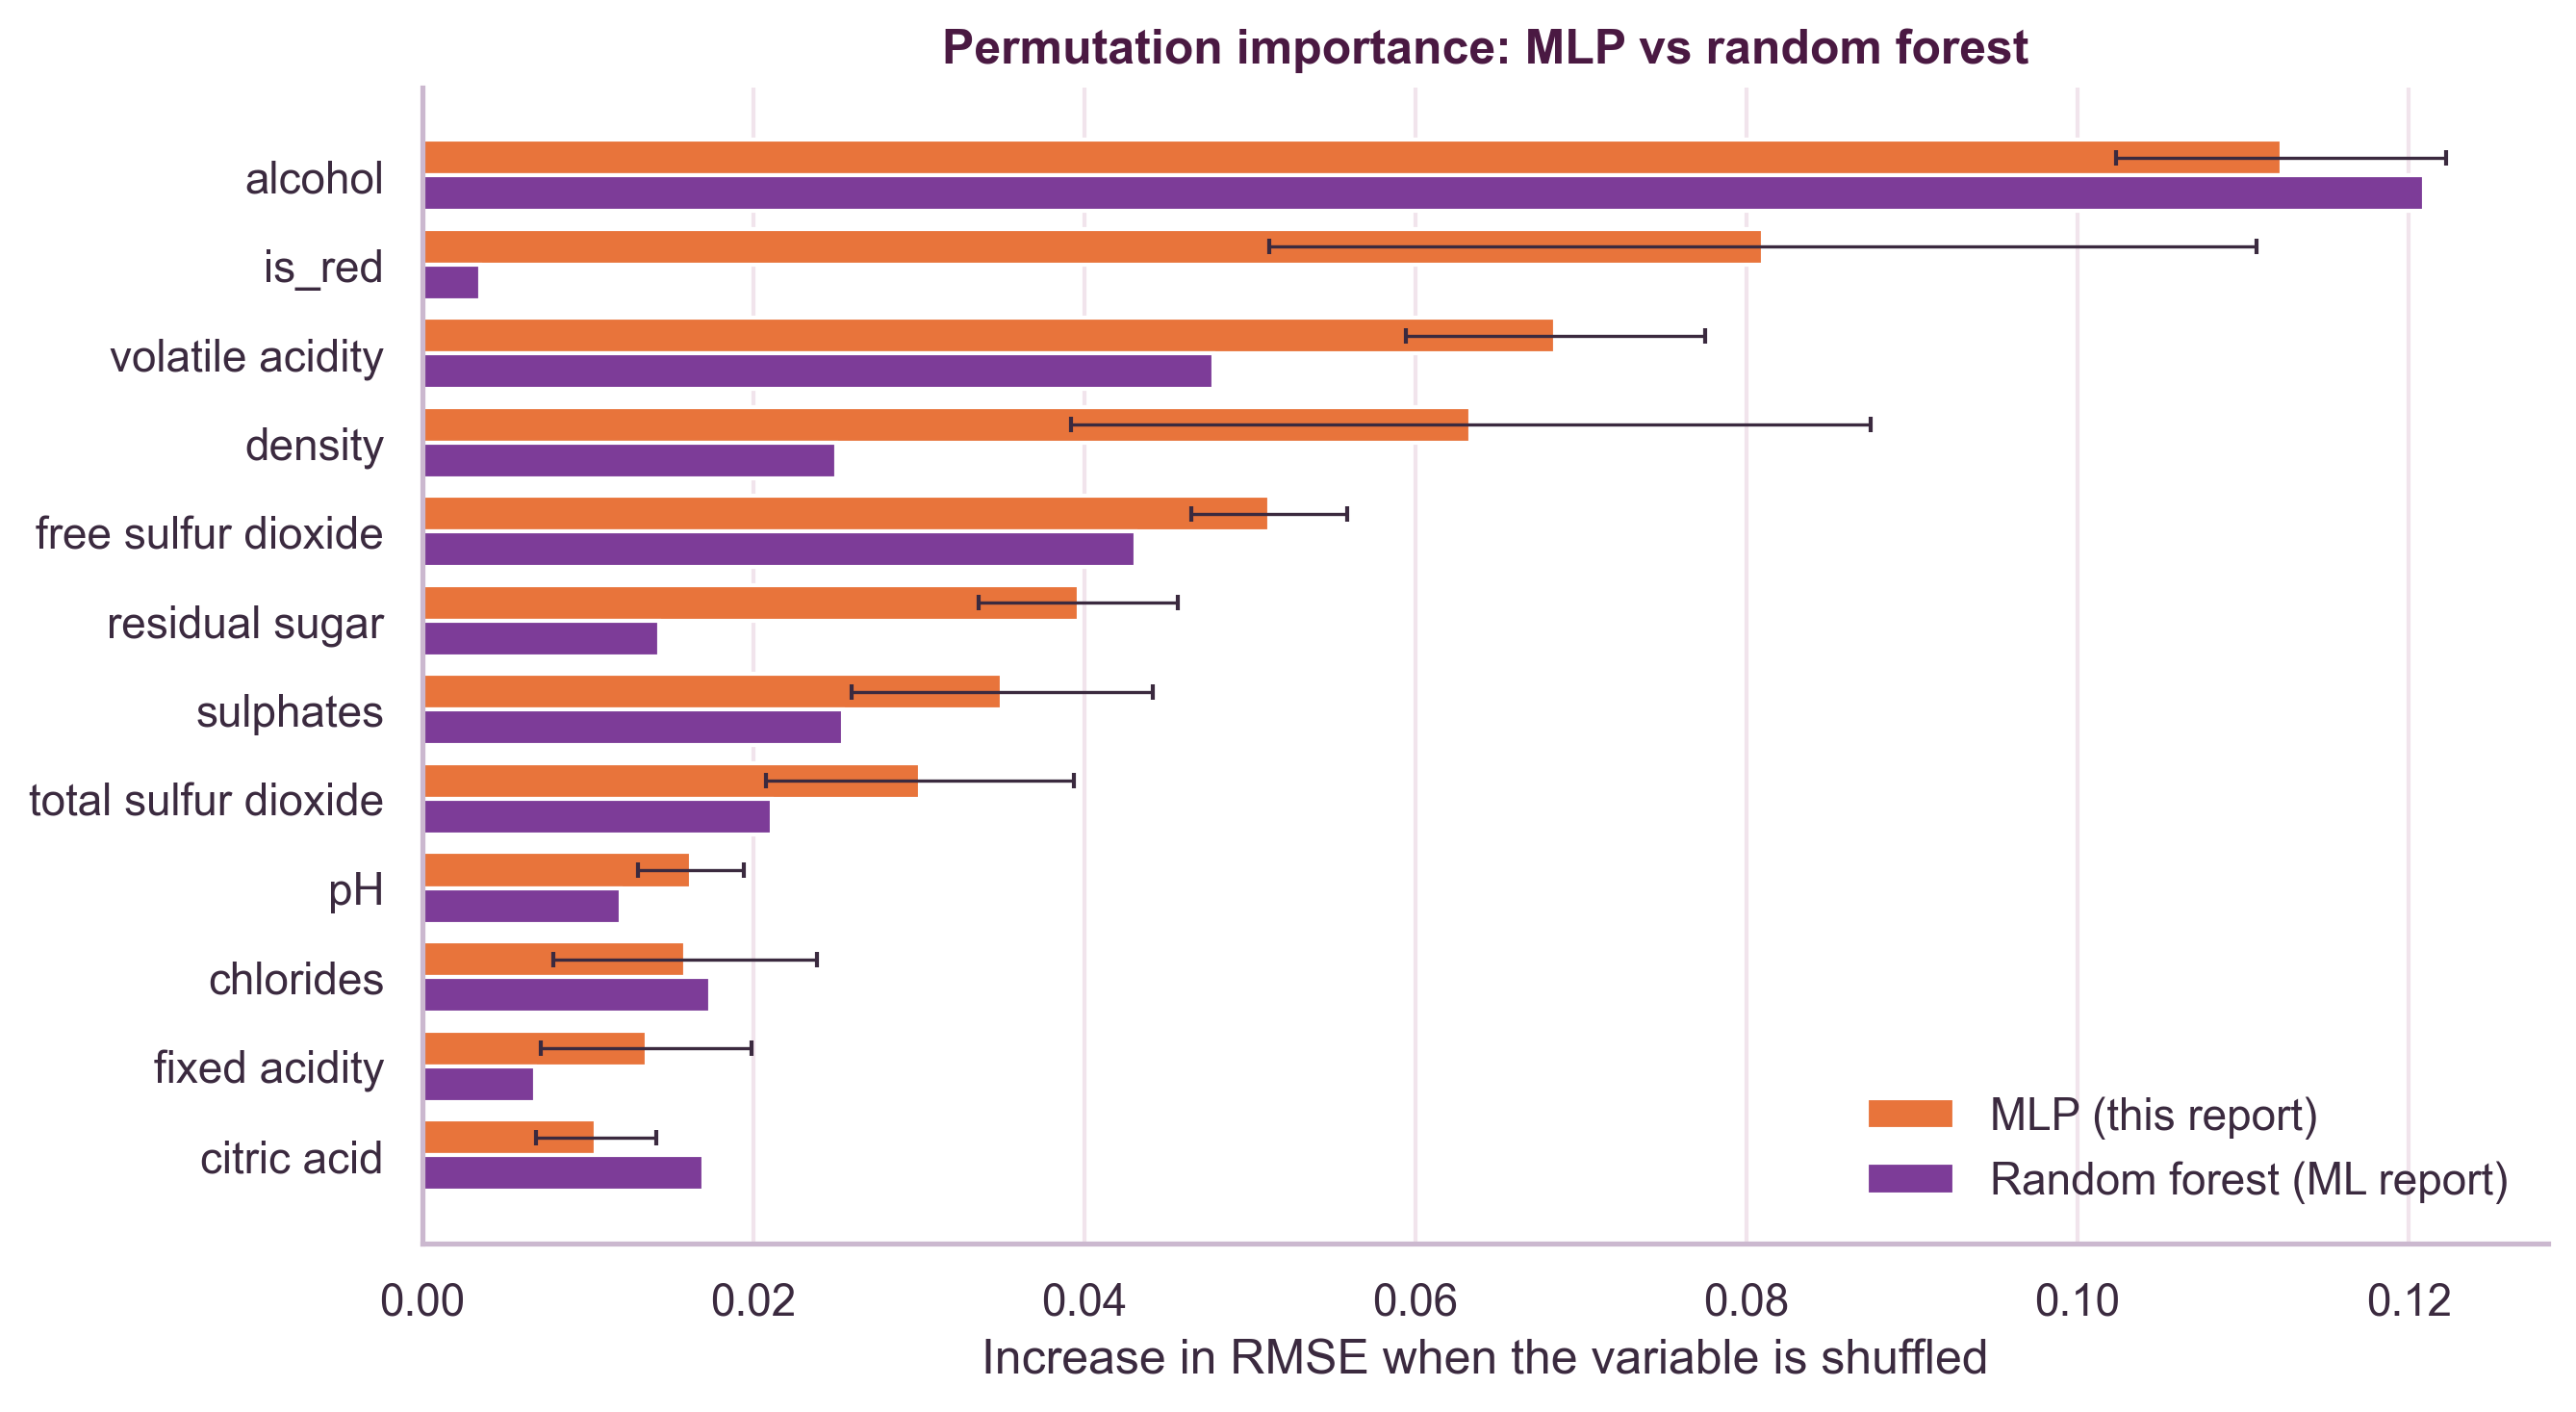 Permutation importance: MLP vs random forest
alcohol
is_red
volatile acidity
density
free sulfur dioxide
residual sugar
sulphates
total sulfur dioxide
pH
chlorides
fixed acidity
citric acid
MLP (this report)
Random forest (ML report)
0.00 0.02 0.04 0.06 0.08 0.10 0.12
Increase in RMSE when the variable is shuffled